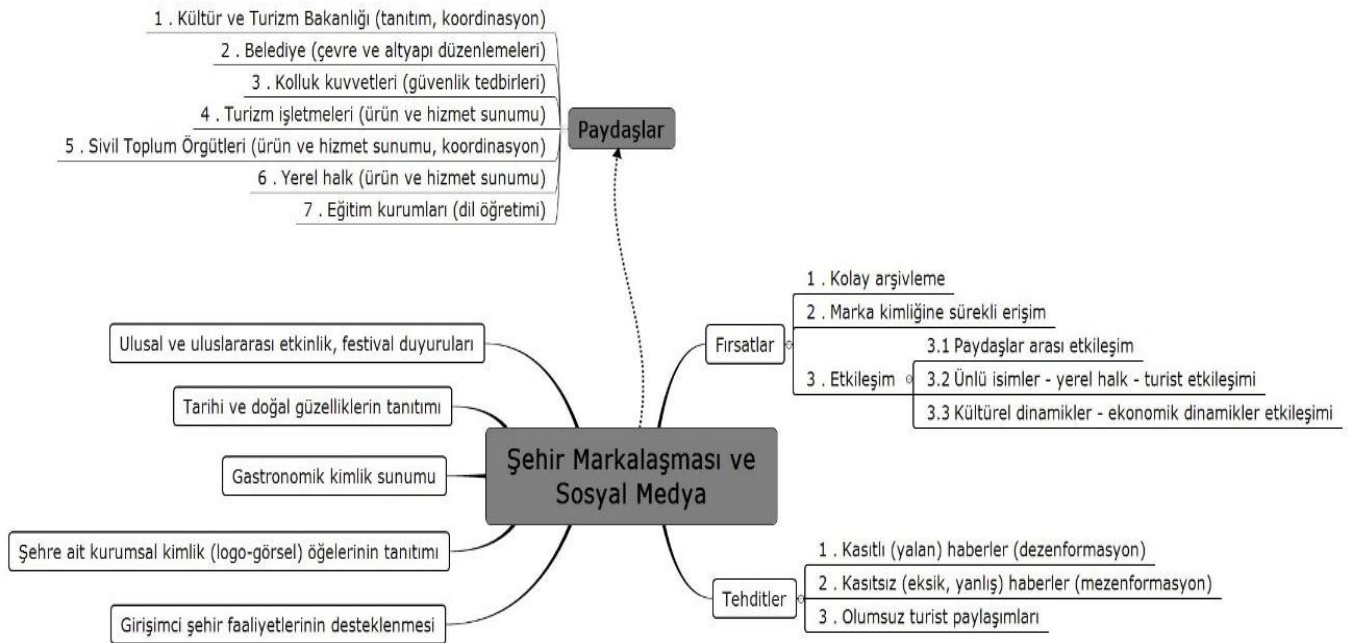 1 . Kültür ve Turizm Bakanlığı (tanıtım, koordinasyon)
2 . Belediye (çevre ve altyapı düzenlemeleri)
3 . Kolluk kuvvetleri (güvenlik tedbirleri)
4 . Turizm işletmeleri (ürün ve hizmet sunumu)
5 . Sivil Toplum Örgütleri (ürün ve hizmet sunumu, koordinasyon)
6 . Yerel halk (ürün ve hizmet sunumu)
7 . Eğitim kurumları (dil öğretimi)
Paydaşlar
Ulusal ve uluslararası etkinlik, festival duyuruları
Tarihi ve doğal güzelliklerin tanıtımı
Gastronomik kimlik sunumu
Şehre ait kurumsal kimlik (logo-görsel) öğelerinin tanıtımı
Girişimci şehir faaliyetlerinin desteklenmesi
Şehir Markalaşması ve
Sosyal Medya
Fırsatlar
1 . Kolay arşivleme
2 . Marka kimliğine sürekli erişim
3 . Etkileşim
3.1 Paydaşlar arası etkileşim
3.2 Ünlü isimler - yerel halk - turist etkileşimi
3.3 Kültürel dinamikler - ekonomik dinamikler etkileşimi
Tehditler
1 . Kasıtlı (yalan) haberler (dezenformasyon)
2 . Kasıtsız (eksik, yanlış) haberler (mezenformasyon)
3 . Olumsuz turist paylaşımları